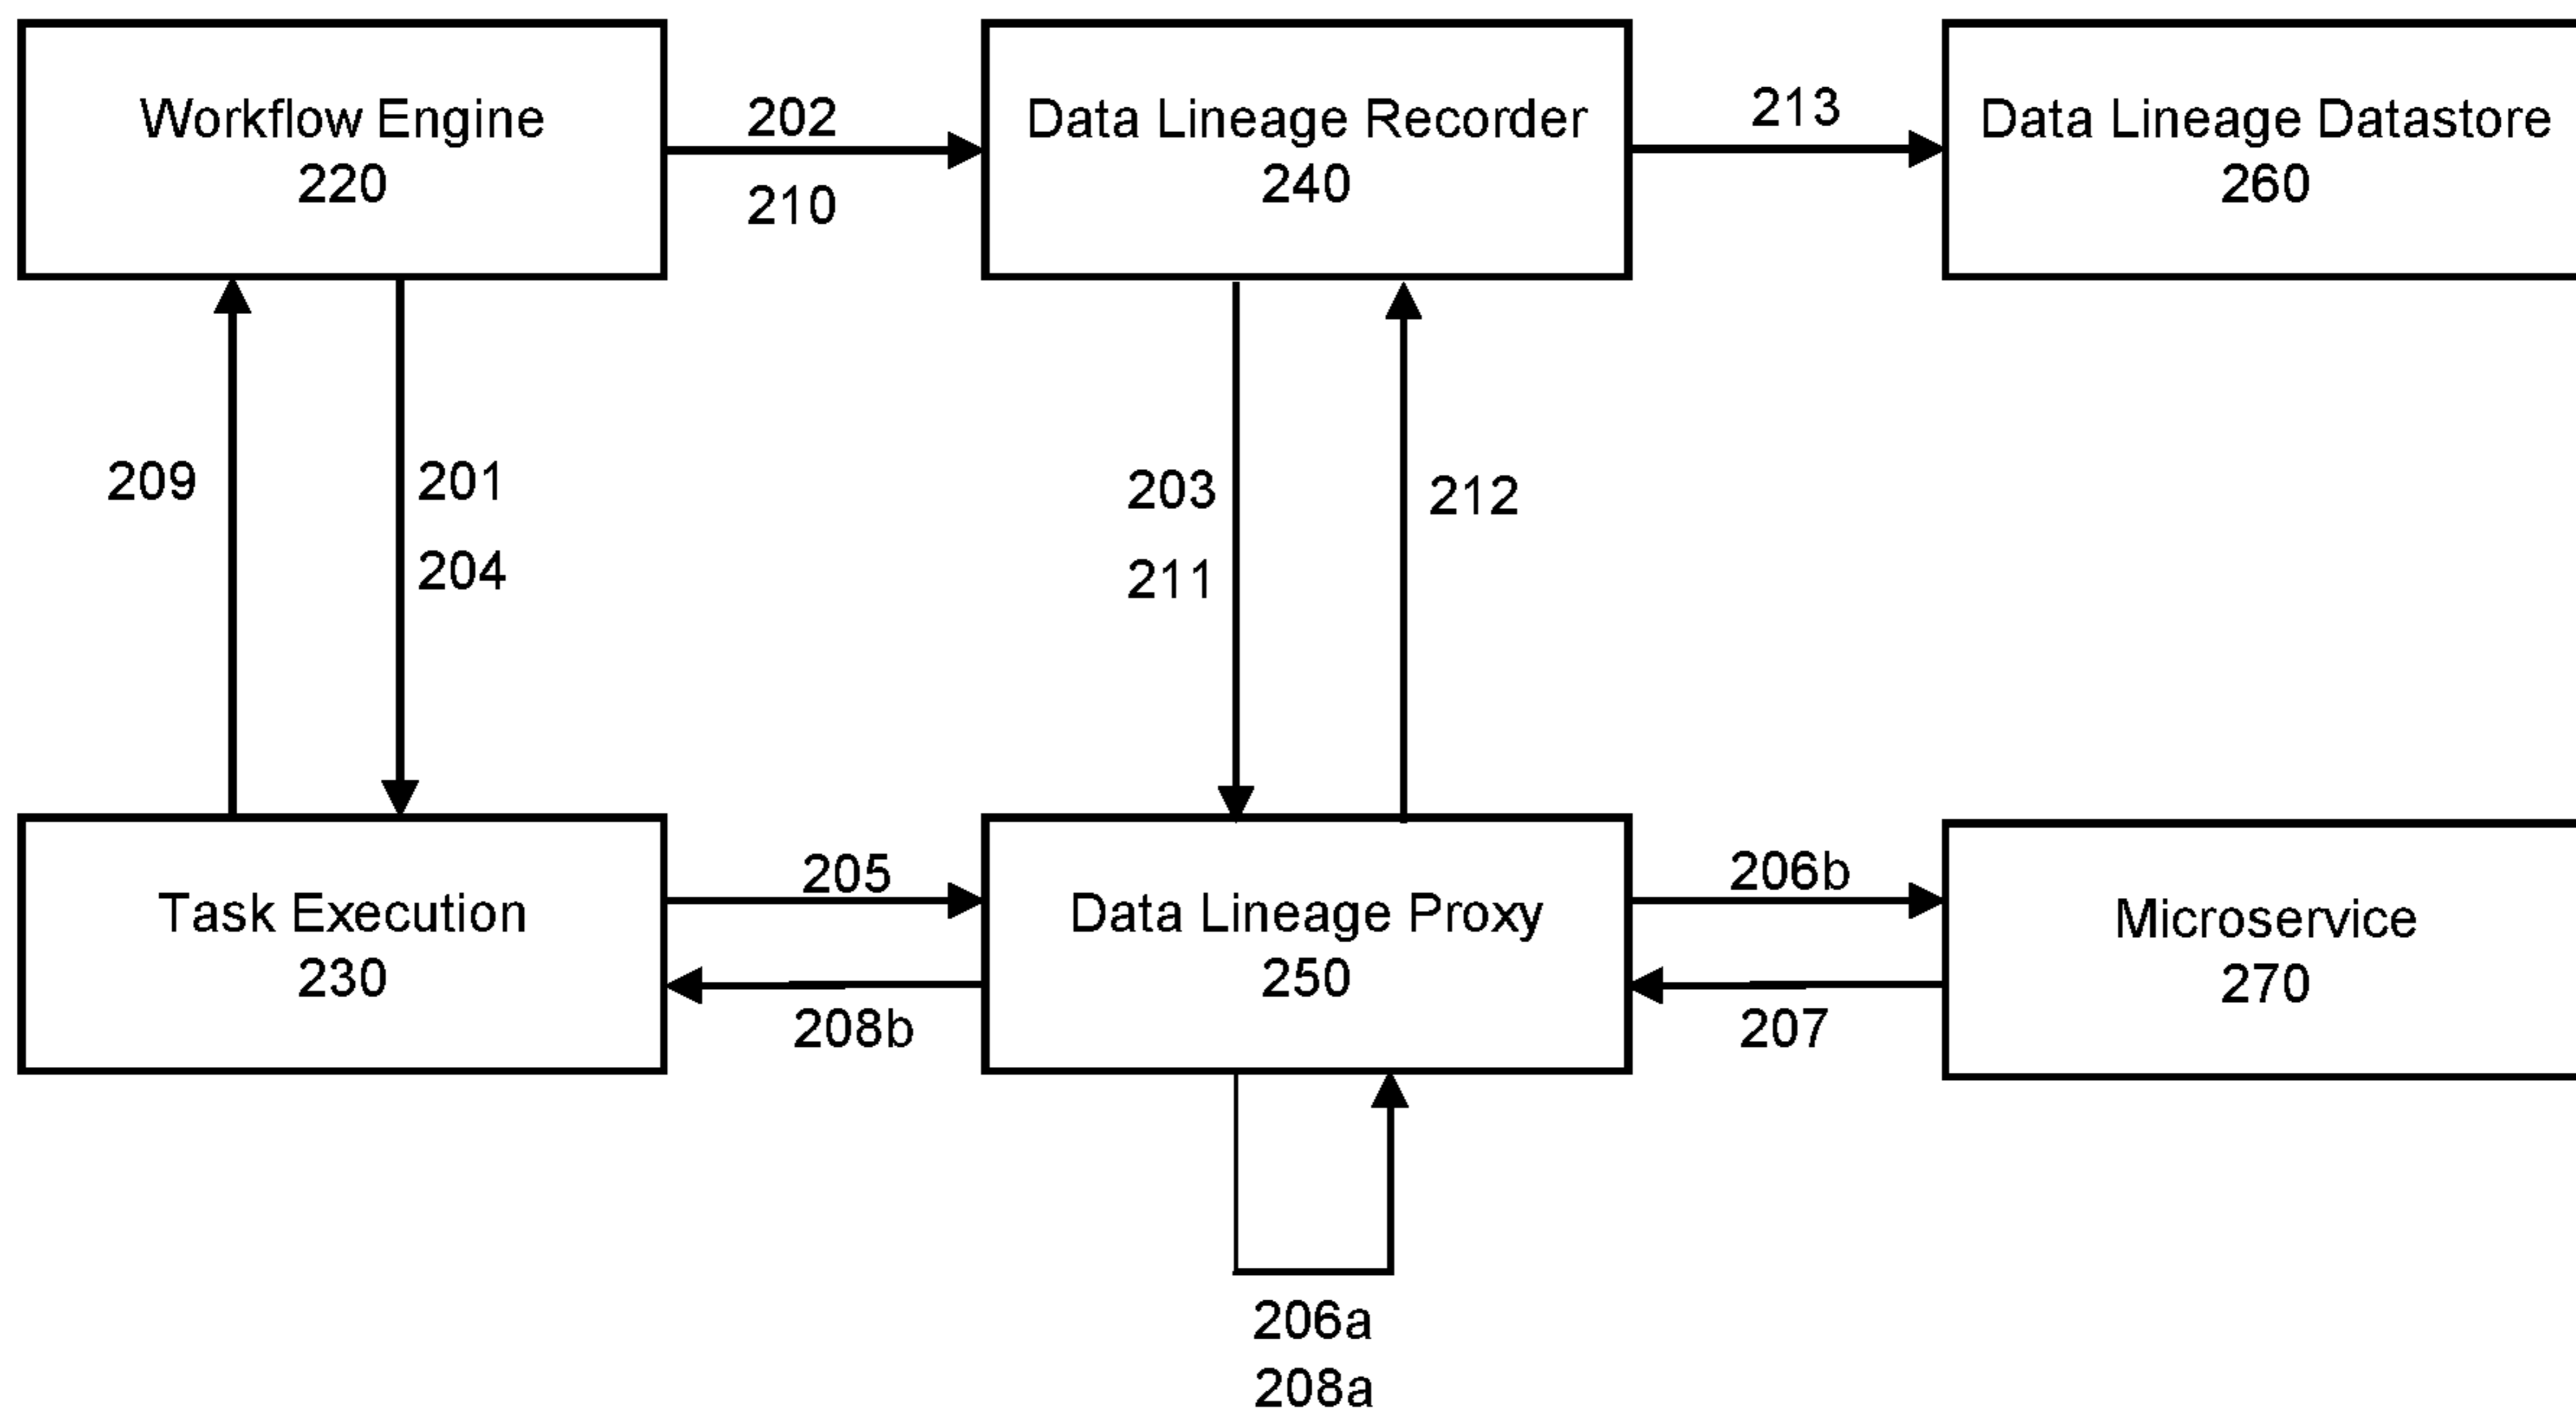 Workflow Engine
220
202
210
Data Lineage Recorder
240
213
Data Lineage Datastore
260
209
201
204
203
211
212
Task Execution
230
205
208b
Data Lineage Proxy
250
206b
207
Microservice
270
206a
208a